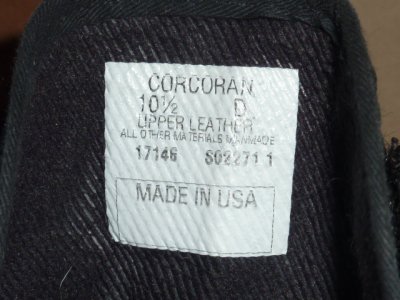 CORCORAN
10½ D
UPPER LEATHER
ALL OTHER MATERIALS MANMADE
17146 S02271 1
MADE IN USA